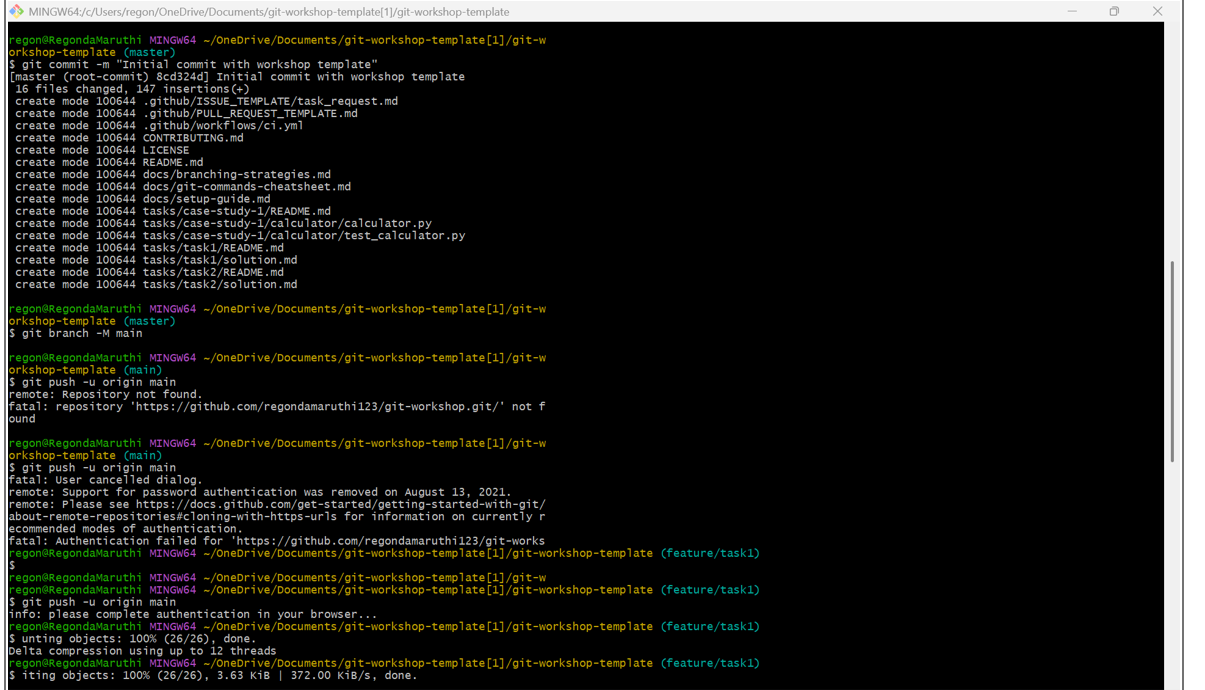 MINGW64:/c/Users/regon/OneDrive/Documents/git-workshop-template[1]/git-workshop-template
regon@RegondaMaruthi MINGW64 ~/OneDrive/Documents/git-workshop-template[1]/git-w
orkshop-template (master)
$ git commit -m "Initial commit with workshop template"
[master (root-commit) 8cd324d] Initial commit with workshop template
 16 files changed, 147 insertions(+)
 create mode 100644 .github/ISSUE_TEMPLATE/task_request.md
 create mode 100644 .github/PULL_REQUEST_TEMPLATE.md
 create mode 100644 .github/workflows/ci.yml
 create mode 100644 CONTRIBUTING.md
 create mode 100644 LICENSE
 create mode 100644 README.md
 create mode 100644 docs/branching-strategies.md
 create mode 100644 docs/git-commands-cheatsheet.md
 create mode 100644 docs/setup-guide.md
 create mode 100644 tasks/case-study-1/README.md
 create mode 100644 tasks/case-study-1/calculator/calculator.py
 create mode 100644 tasks/case-study-1/calculator/test_calculator.py
 create mode 100644 tasks/task1/README.md
 create mode 100644 tasks/task1/solution.md
 create mode 100644 tasks/task2/README.md
 create mode 100644 tasks/task2/solution.md
regon@RegondaMaruthi MINGW64 ~/OneDrive/Documents/git-workshop-template[1]/git-w
orkshop-template (master)
$ git branch -M main
regon@RegondaMaruthi MINGW64 ~/OneDrive/Documents/git-workshop-template[1]/git-w
orkshop-template (main)
$ git push -u origin main
remote: Repository not found.
fatal: repository 'https://github.com/regondamaruthi123/git-workshop.git/' not f
ound
regon@RegondaMaruthi MINGW64 ~/OneDrive/Documents/git-workshop-template[1]/git-w
orkshop-template (main)
$ git push -u origin main
fatal: User cancelled dialog.
remote: Support for password authentication was removed on August 13, 2021.
remote: Please see https://docs.github.com/get-started/getting-started-with-git/
about-remote-repositories#cloning-with-https-urls for information on currently r
ecommended modes of authentication.
fatal: Authentication failed for 'https://github.com/regondamaruthi123/git-works
regon@RegondaMaruthi MINGW64 ~/OneDrive/Documents/git-workshop-template[1]/git-workshop-template (feature/task1)
$
regon@RegondaMaruthi MINGW64 ~/OneDrive/Documents/git-workshop-template[1]/git-w
regon@RegondaMaruthi MINGW64 ~/OneDrive/Documents/git-workshop-template[1]/git-workshop-template (feature/task1)
$ git push -u origin main
info: please complete authentication in your browser...
regon@RegondaMaruthi MINGW64 ~/OneDrive/Documents/git-workshop-template[1]/git-workshop-template (feature/task1)
$ unting objects: 100% (26/26), done.
Delta compression using up to 12 threads
regon@RegondaMaruthi MINGW64 ~/OneDrive/Documents/git-workshop-template[1]/git-workshop-template (feature/task1)
$ iting objects: 100% (26/26), 3.63 KiB | 372.00 KiB/s, done.